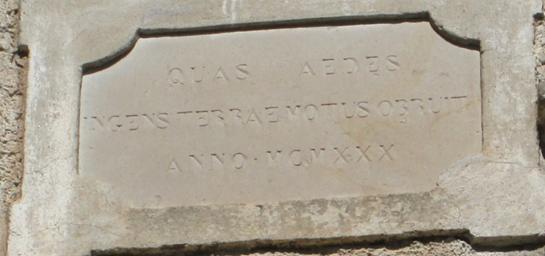 QUAS AEDES
INGENS TERRAE MOTUS OBRUIT
ANNO · MCMXXX